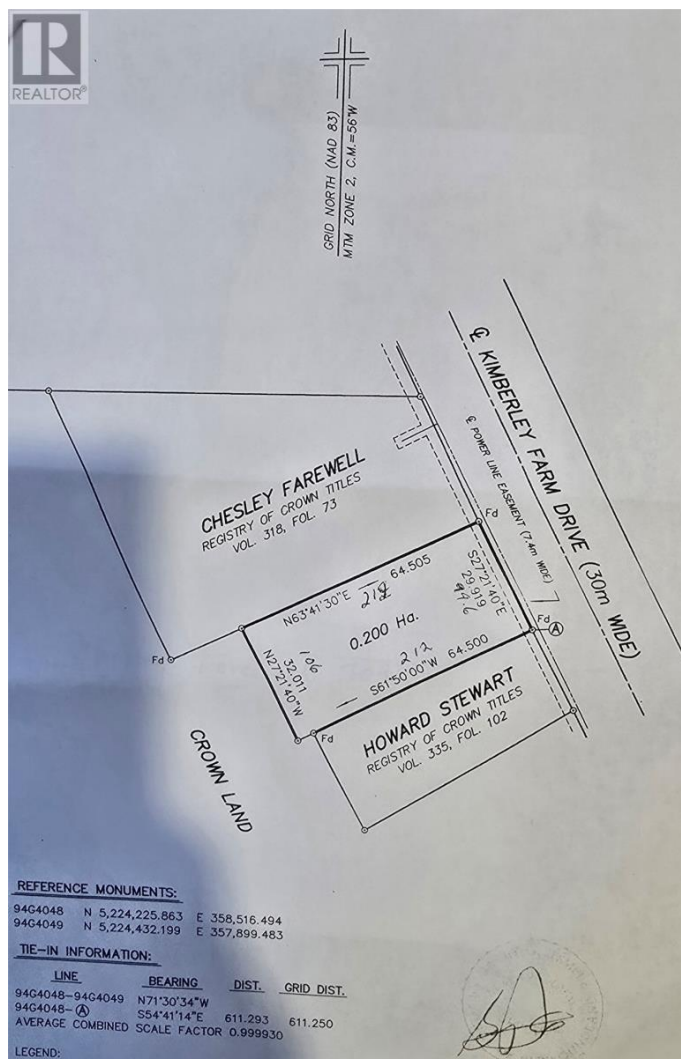 R
REALTOR®
GRID NORTH (NAD 83)
MTM ZONE 2, C.M.=56°W
℄ KIMBERLEY FARM DRIVE (30m WIDE)
℄ POWER LINE EASEMENT (7.4m WIDE)
CHESLEY FAREWELL
REGISTRY OF CROWN TITLES
VOL. 318, FOL. 73
Fd
N63°41'30"E 64.505
S27°21'40"E
29.919
99.6
Fd
A
0.200 Ha.
106
32.011
N27°21'40"W
212
S61°50'00"W 64.500
Fd
Fd
HOWARD STEWART
REGISTRY OF CROWN TITLES
VOL. 335, FOL. 102
CROWN LAND
REFERENCE MONUMENTS:
94G4048 N 5,224,225.863 E 358,516.494
94G4049 N 5,224,432.199 E 357,899.483
TIE-IN INFORMATION:
LINE BEARING DIST. GRID DIST.
94G4048-94G4049 N71°30'34"W
94G4048-A S54°41'14"E 611.293 611.250
AVERAGE COMBINED SCALE FACTOR 0.999930
LEGEND: